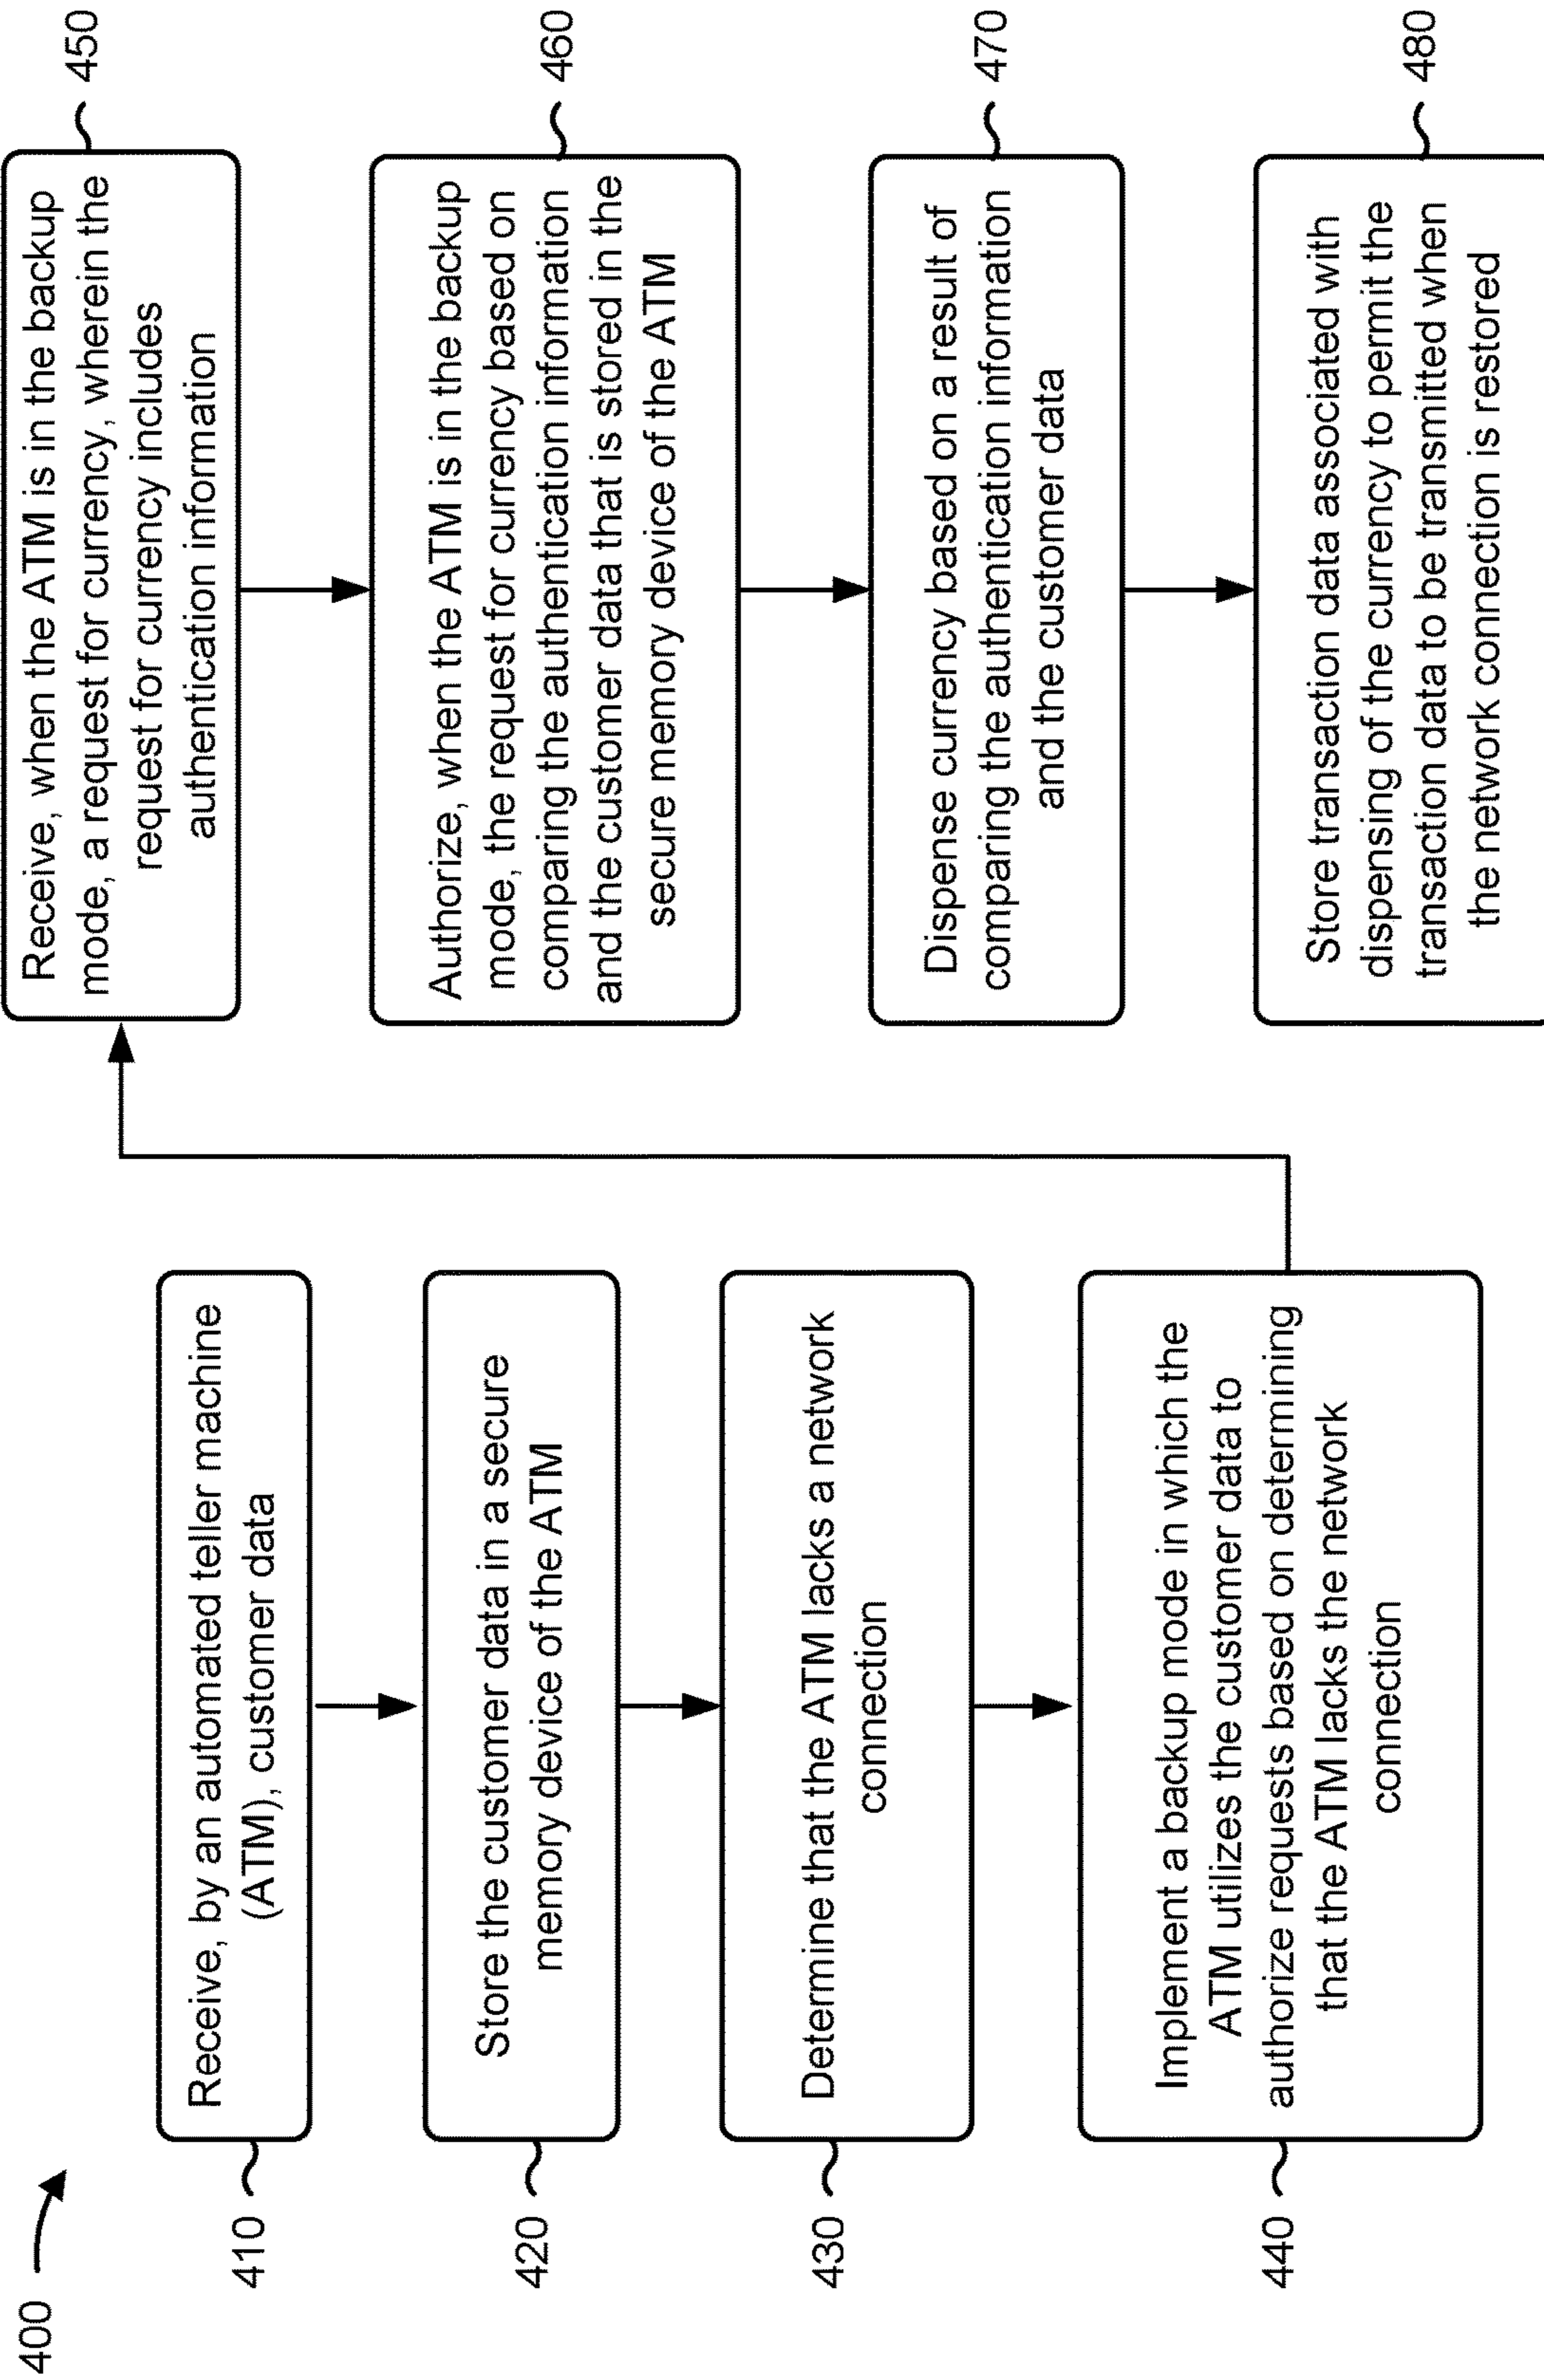 400
410
Receive, by an automated teller machine
(ATM), customer data
420
Store the customer data in a secure
memory device of the ATM
430
Determine that the ATM lacks a network
connection
440
Implement a backup mode in which the
ATM utilizes the customer data to
authorize requests based on determining
that the ATM lacks the network
connection
450
Receive, when the ATM is in the backup
mode, a request for currency, wherein the
request for currency includes
authentication information
460
Authorize, when the ATM is in the backup
mode, the request for currency based on
comparing the authentication information
and the customer data that is stored in the
secure memory device of the ATM
470
Dispense currency based on a result of
comparing the authentication information
and the customer data
480
Store transaction data associated with
dispensing of the currency to permit the
transaction data to be transmitted when
the network connection is restored